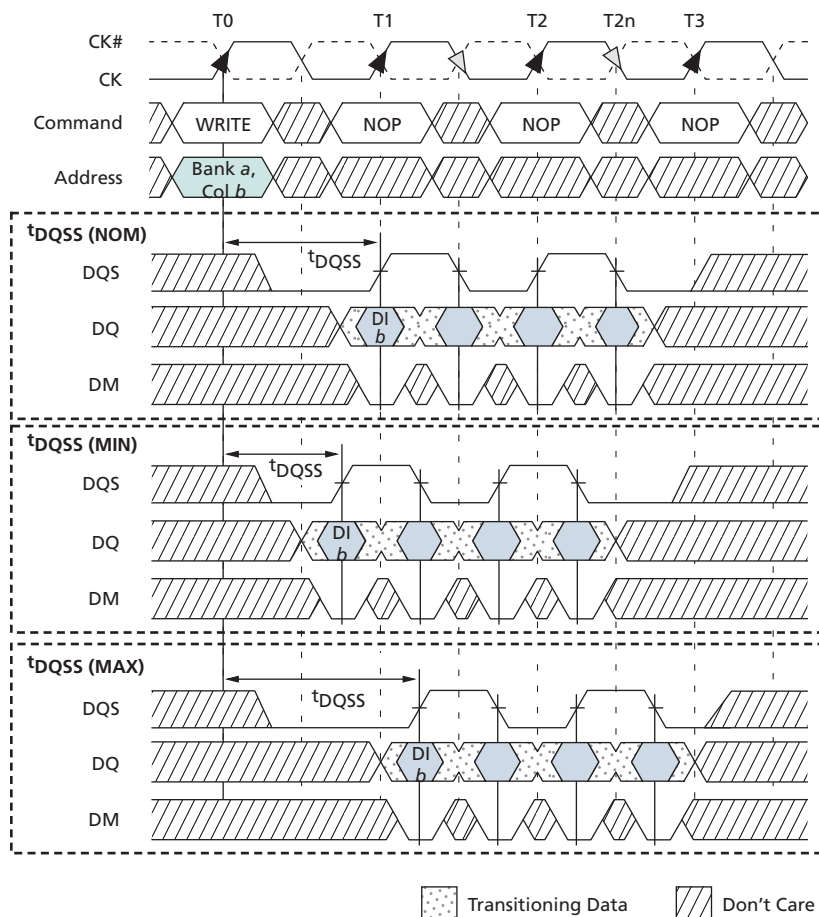 T0 T1 T2 T2n T3
CK#
CK
Command WRITE NOP NOP NOP
Address Bank a,
Col b
tDQSS (NOM)
tDQSS
DQS
DQ DI
b
DM
tDQSS (MIN)
tDQSS
DQS
DQ DI
b
DM
tDQSS (MAX)
tDQSS
DQS
DQ DI
b
DM
Transitioning Data Don't Care